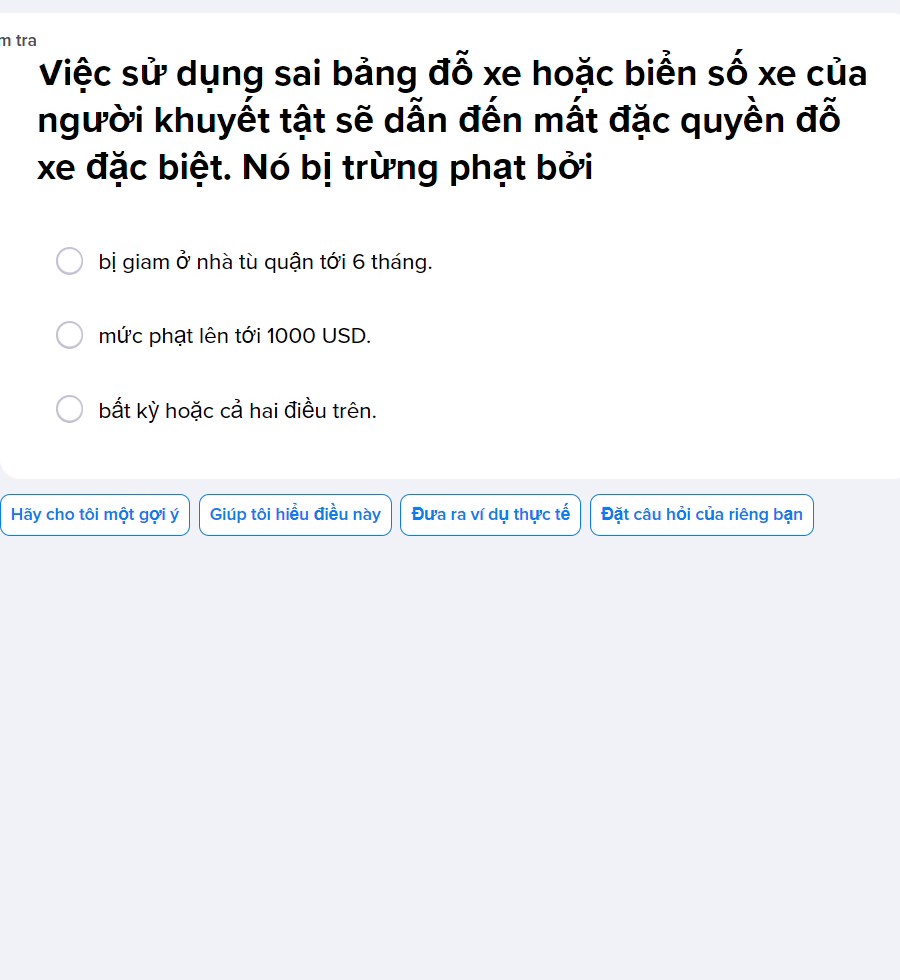 m tra
Việc sử dụng sai bảng đỗ xe hoặc biển số xe của
người khuyết tật sẽ dẫn đến mất đặc quyền đỗ
xe đặc biệt. Nó bị trừng phạt bởi
bị giam ở nhà tù quận tới 6 tháng.
mức phạt lên tới 1000 USD.
bất kỳ hoặc cả hai điều trên.
Hãy cho tôi một gợi ý
Giúp tôi hiểu điều này
Đưa ra ví dụ thực tế
Đặt câu hỏi của riêng bạn